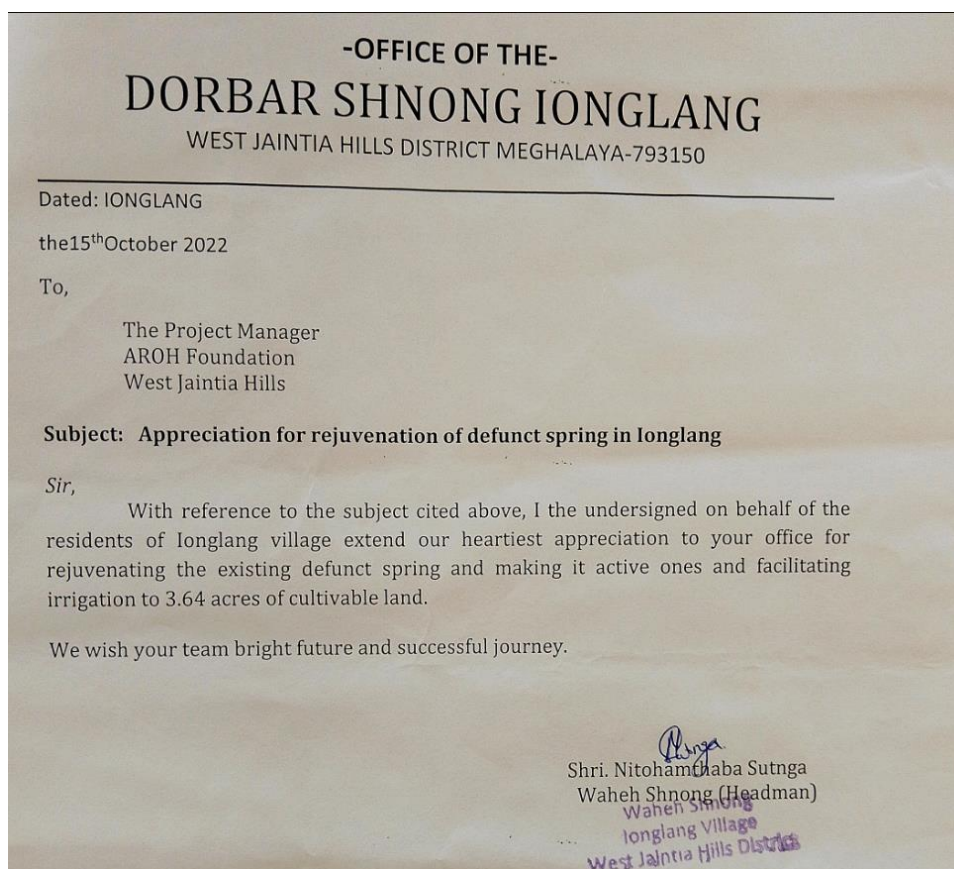 -OFFICE OF THE-
DORBAR SHNONG IONGLANG
WEST JAINTIA HILLS DISTRICT MEGHALAYA-793150
Dated: IONGLANG
the15thOctober 2022
To,
The Project Manager
AROH Foundation
West Jaintia Hills
Subject: Appreciation for rejuvenation of defunct spring in Ionglang
Sir,
With reference to the subject cited above, I the undersigned on behalf of the
residents of Ionglang village extend our heartiest appreciation to your office for
rejuvenating the existing defunct spring and making it active ones and facilitating
irrigation to 3.64 acres of cultivable land.
We wish your team bright future and successful journey.
Shri. Nitohamthaba Sutnga
Waheh Shnong (Headman)
Waheh Shnong
Ionglang Village
West Jaintia Hills District